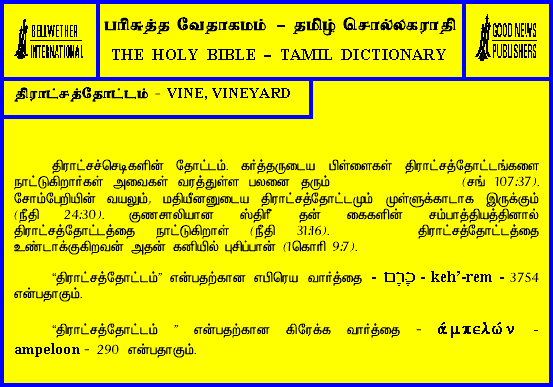 BELLWETHER
INTERNATIONAL
பரிசுத்த வேதாகமம் – தமிழ் சொல்லகராதி
THE HOLY BIBLE – TAMIL DICTIONARY
GOOD NEWS
PUBLISHERS
திராட்சத்தோட்டம் - VINE, VINEYARD
திராட்சச்செடிகளின் தோட்டம். கர்த்தருடைய பிள்ளைகள் திராட்சத்தோட்டங்களை
நாட்டுகிறார்கள் அவைகள் வரத்துள்ள பலனை தரும் (சங் 107:37).
சோம்பேறியின் வயலும், மதியீனனுடைய திராட்சத்தோட்டமும் முள்ளுக்காடாக இருக்கும்
(நீதி 24:30). குணசாலியான ஸ்திரீ தன் கைகளின் சம்பாத்தியத்தினால்
திராட்சத்தோட்டத்தை நாட்டுகிறாள் (நீதி 31:16). திராட்சத்தோட்டத்தை
உண்டாக்குகிறவன் அதன் கனியில் புசிப்பான் (1கொரி 9:7).
“திராட்சத்தோட்டம்” என்பதற்கான எபிரெய வார்த்தை - כֶּרֶם - keh’-rem - 3754
என்பதாகும்.
“திராட்சத்தோட்டம் ” என்பதற்கான கிரேக்க வார்த்தை - άμπελών -
ampeloon - 290 என்பதாகும்.